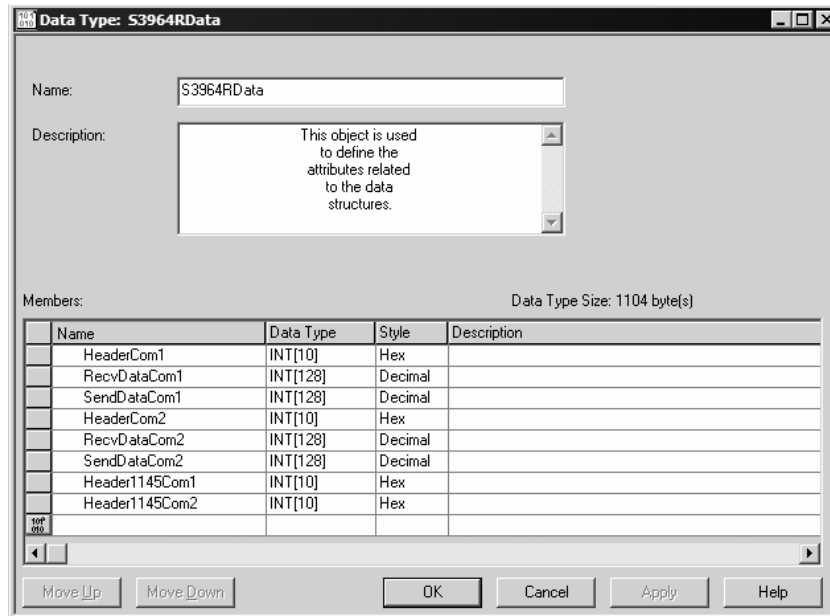 Data Type: S3964RData
Name: S3964RData
Description: This object is used
to define the
attributes related
to the data
structures.
Members: Data Type Size: 1104 byte(s)
Name Data Type Style Description
HeaderCom1 INT[10] Hex
RecvDataCom1 INT[128] Decimal
SendDataCom1 INT[128] Decimal
HeaderCom2 INT[10] Hex
RecvDataCom2 INT[128] Decimal
SendDataCom2 INT[128] Decimal
Header1145Com1 INT[10] Hex
Header1145Com2 INT[10] Hex
Move Up Move Down OK Cancel Apply Help